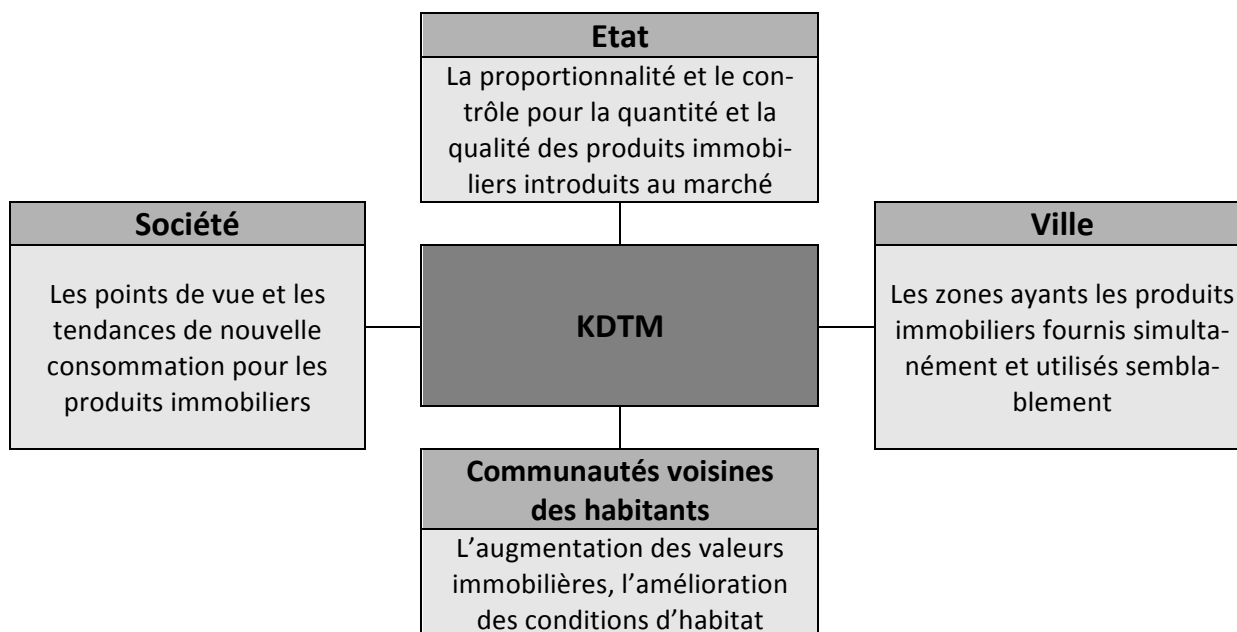 Etat
La proportionnalité et le con-
trôle pour la quantité et la
qualité des produits immobi-
liers introduits au marché
Société
Les points de vue et les
tendances de nouvelle
consommation pour les
produits immobiliers
KDTM
Ville
Les zones ayants les produits
immobiliers fournis simulta-
nément et utilisés sembla-
blement
Communautés voisines
des habitants
L'augmentation des valeurs
immobilières, l'amélioration
des conditions d'habitat